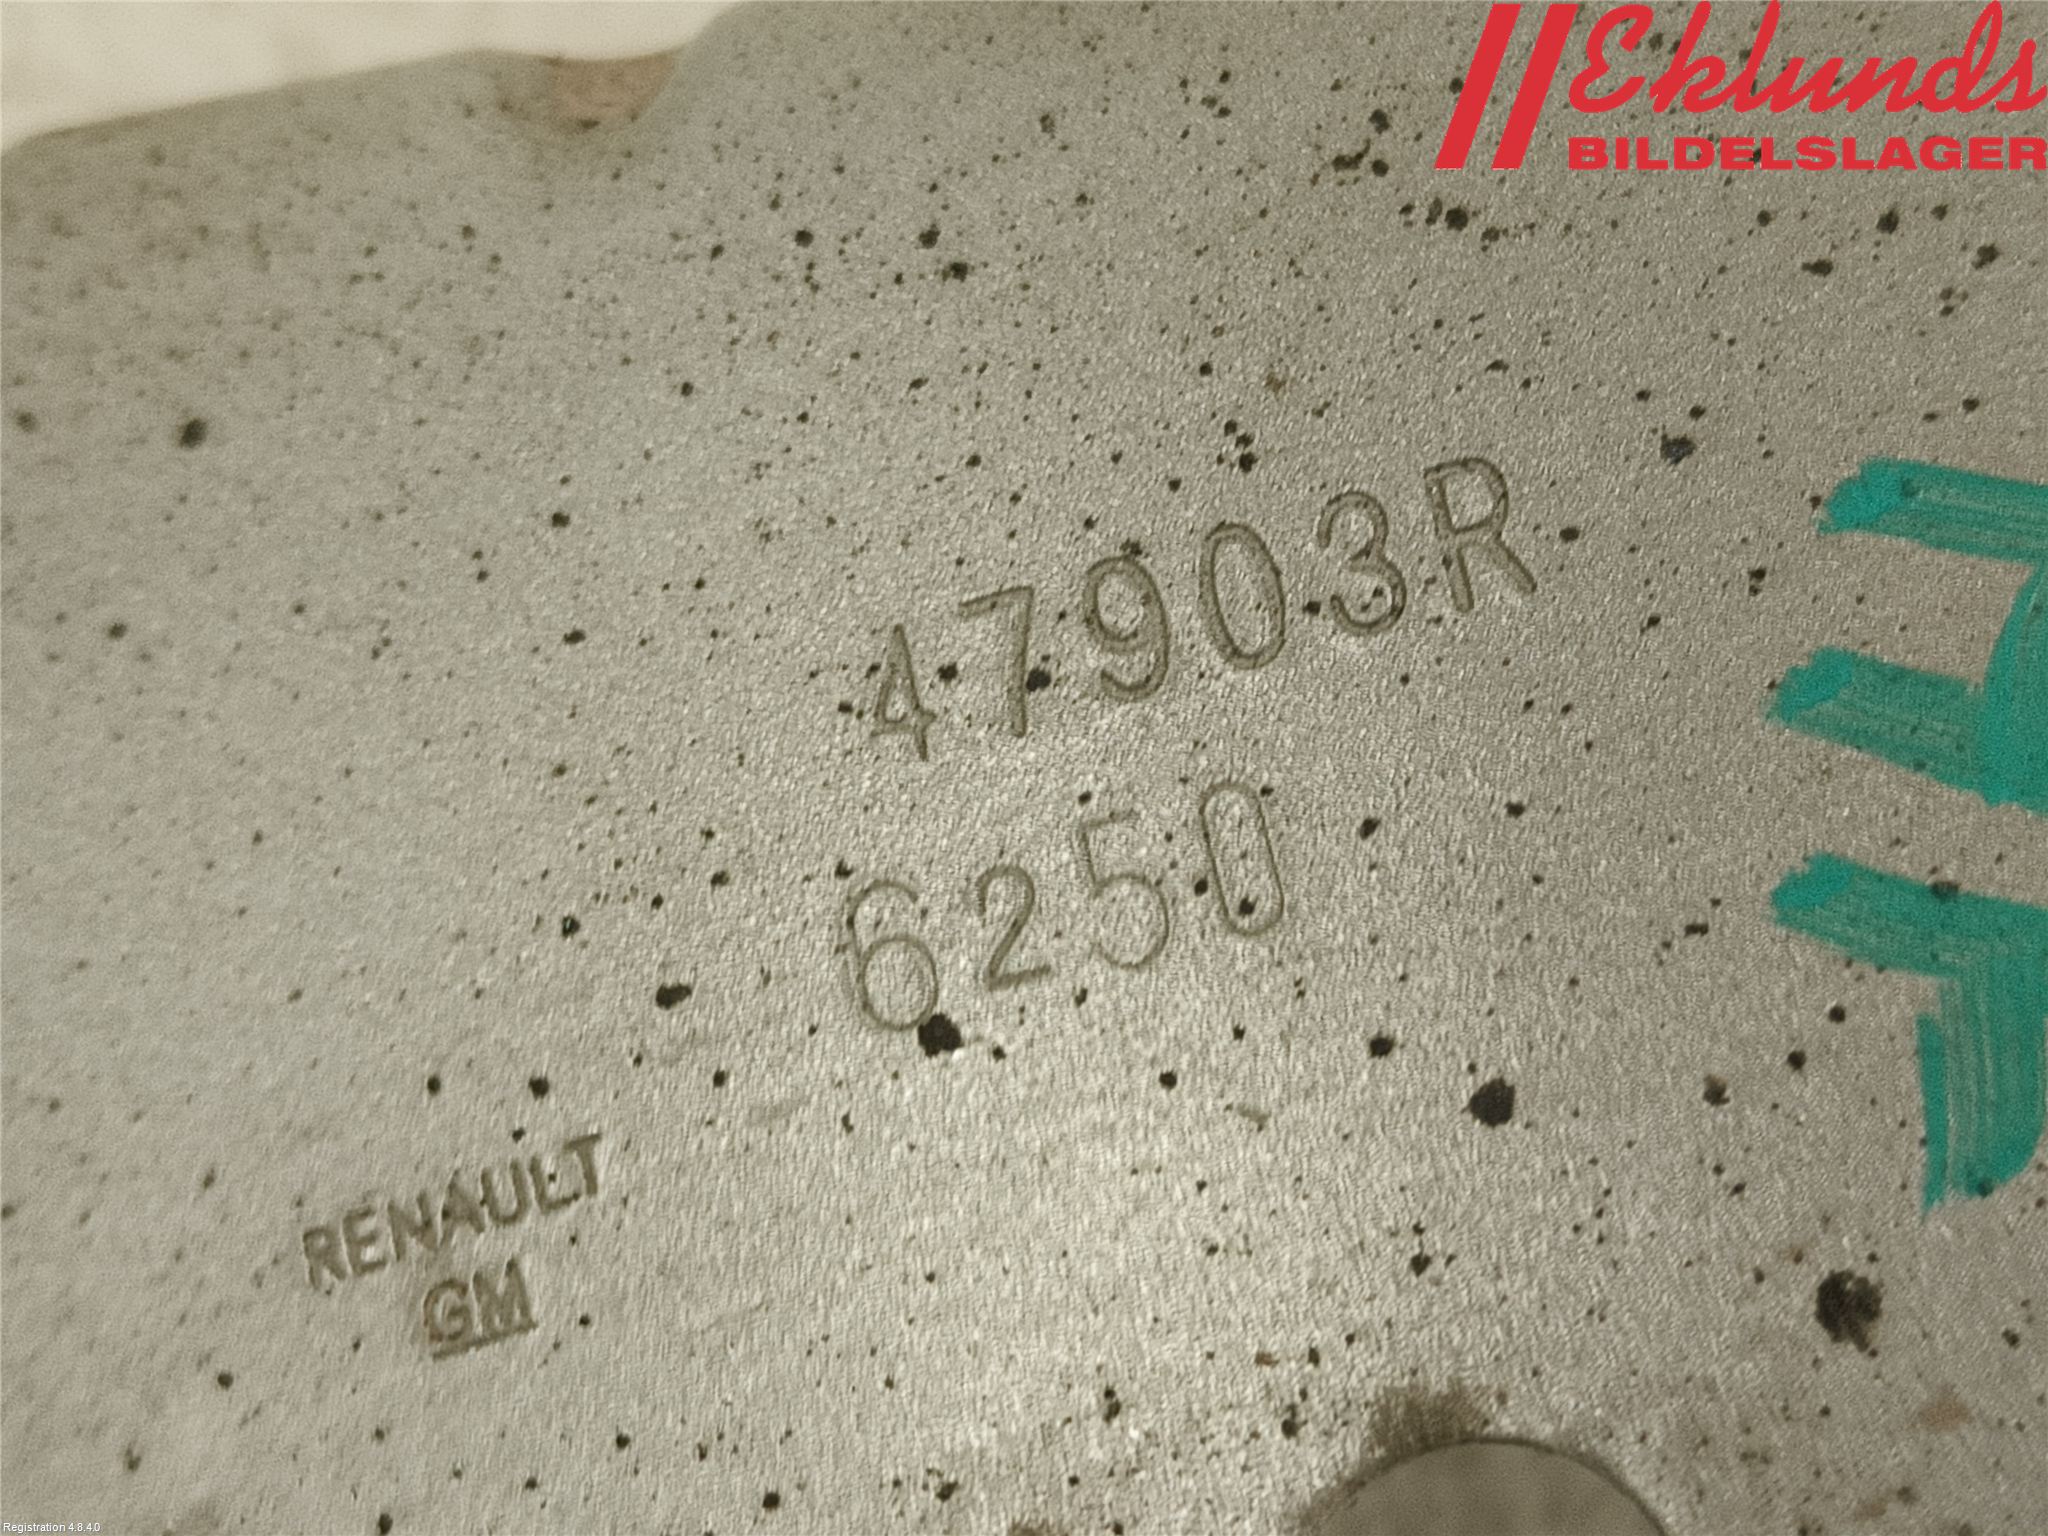 Eklunds
BILDELSLAGER
47903R
6250
RENAULT
GM
Registration 4.8.4.0